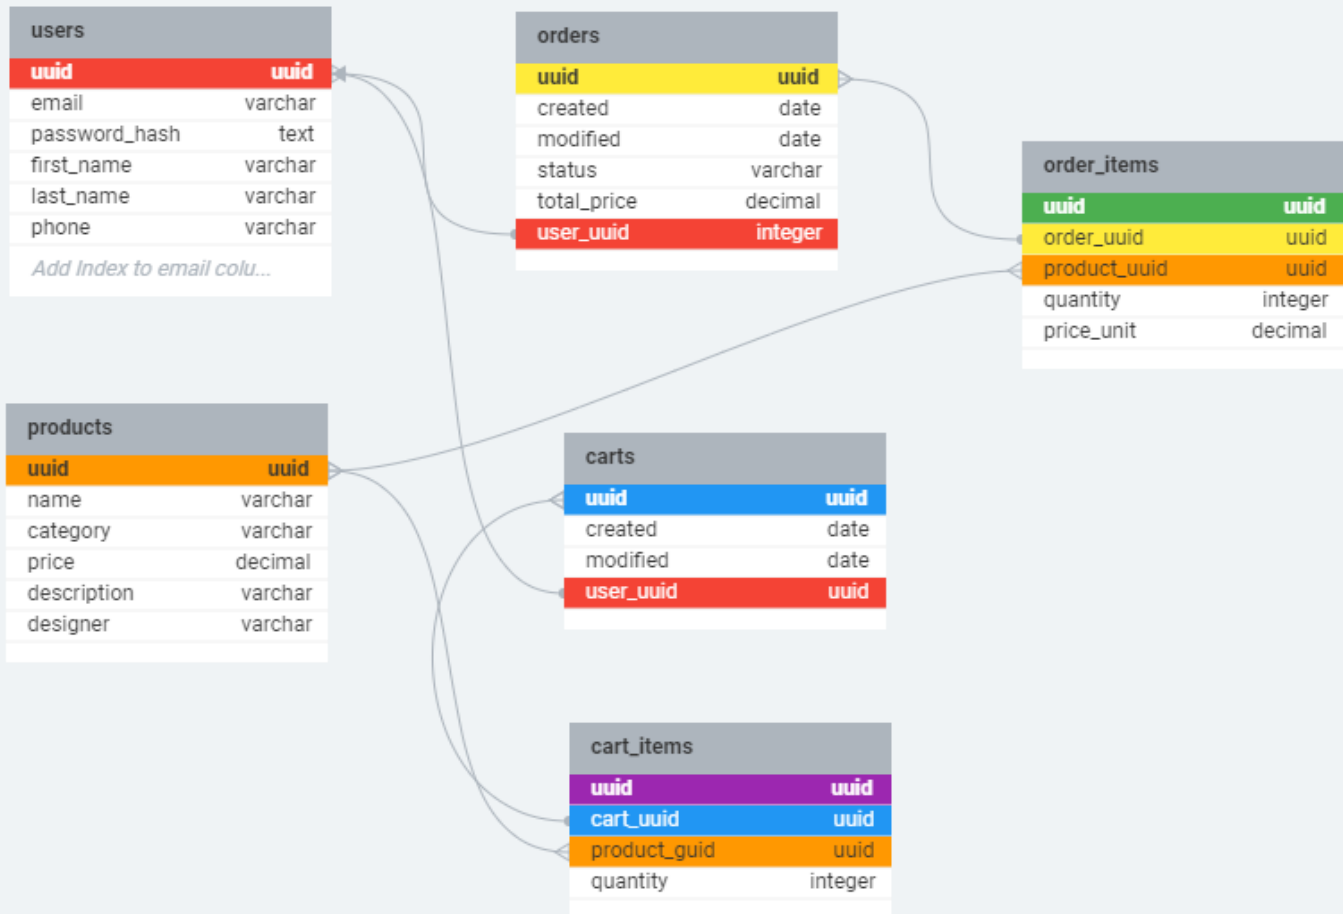 users
uuid uuid
email varchar
password_hash text
first_name varchar
last_name varchar
phone varchar
Add Index to email colu...
orders
uuid uuid
created date
modified date
status varchar
total_price decimal
user_uuid integer
order_items
uuid uuid
order_uuid uuid
product_uuid uuid
quantity integer
price_unit decimal
products
uuid uuid
name varchar
category varchar
price decimal
description varchar
designer varchar
carts
uuid uuid
created date
modified date
user_uuid uuid
cart_items
uuid uuid
cart_uuid uuid
product_guid uuid
quantity integer